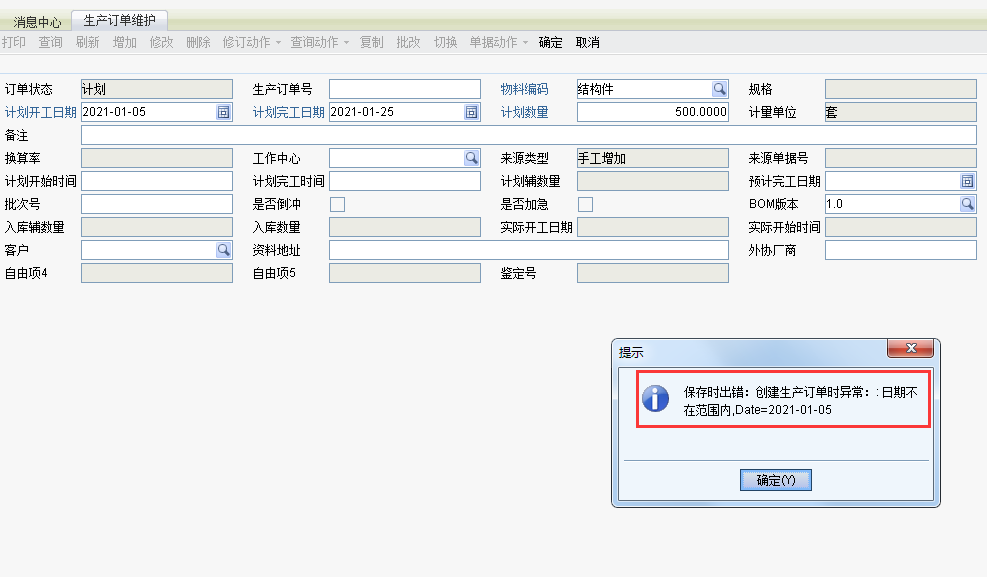 消息中心 生产订单维护
打印 查询 刷新 增加 修改 删除 修订动作 查询动作 复制 批改 切换 单据动作 确定 取消
订单状态 计划 生产订单号 物料编码 结构件 规格
计划开工日期 2021-01-05 计划完工日期 2021-01-25 计划数量 500.0000 计量单位 套
备注
换算率 工作中心 来源类型 手工增加 来源单据号
计划开始时间 计划完工时间 计划辅数量 预计完工日期
批次号 是否倒冲 是否加急 BOM版本 1.0
入库辅数量 入库数量 实际开工日期 实际开始时间
客户 资料地址 外协厂商
自由项4 自由项5 鉴定号
提示
保存时出错：创建生产订单时异常：:日期不
在范围内,Date=2021-01-05
确定(Y)